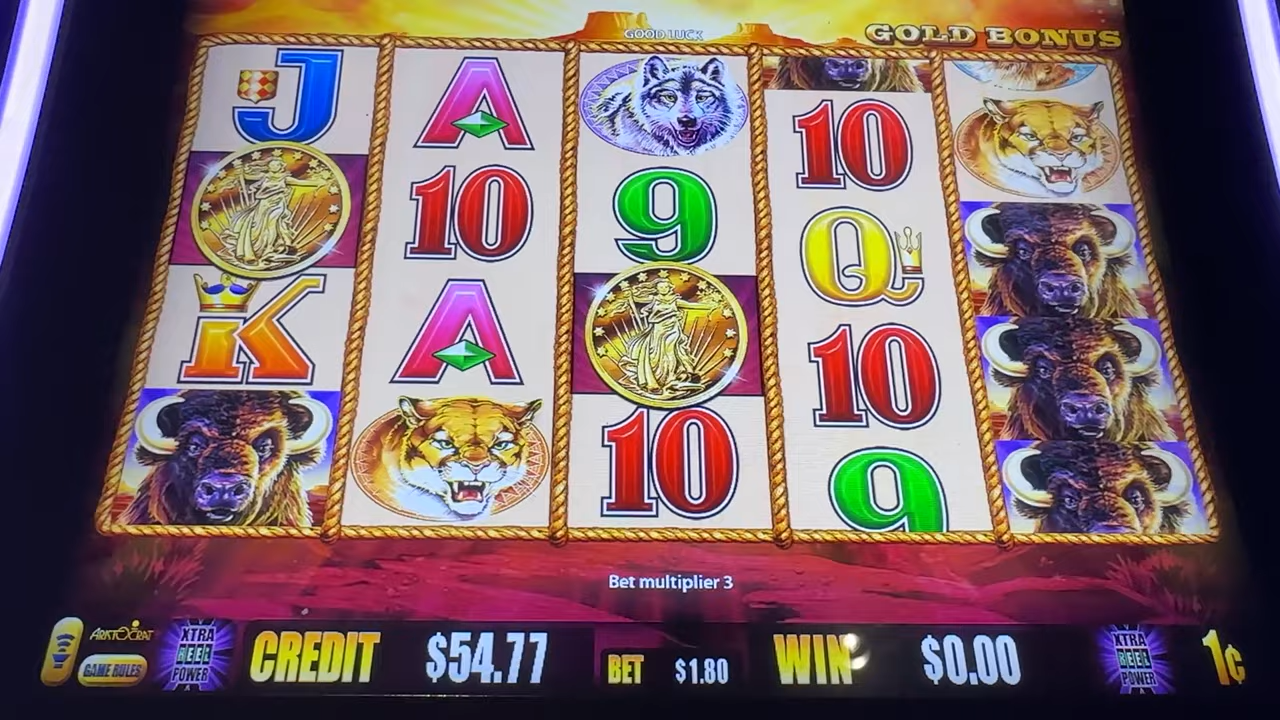 GOOD LUCK
GOLD BONUS
J A
10 10
9
Q
K A 10
10 9
Bet multiplier 3
ARISTOCRAT
GAME RULES
XTRA
REEL
POWER
CREDIT $54.77
BET $1.80
WIN $0.00
XTRA
REEL
POWER
1¢